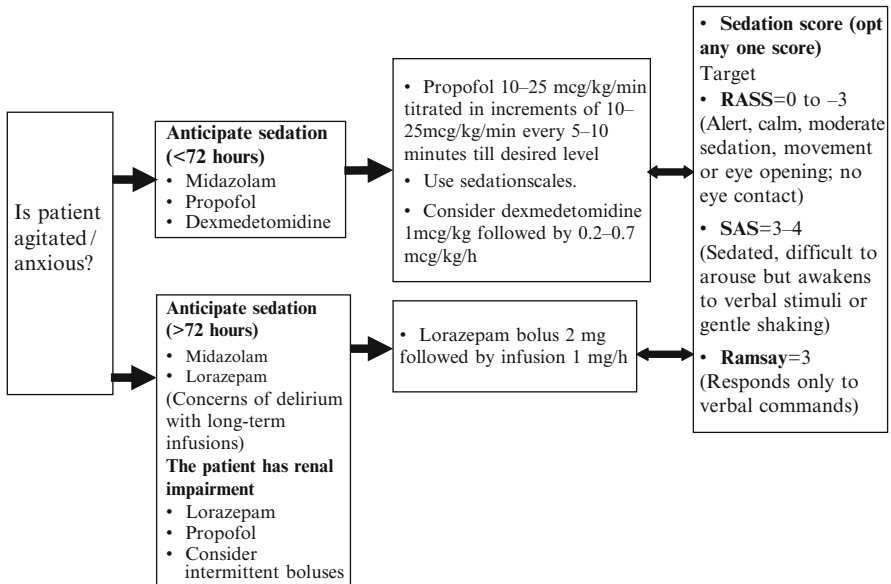 Is patient
agitated /
anxious?
Anticipate sedation
(<72 hours)
• Midazolam
• Propofol
• Dexmedetomidine
• Propofol 10–25 mcg/kg/min
titrated in increments of 10–
25mcg/kg/min every 5–10
minutes till desired level
• Use sedationscales.
• Consider dexmedetomidine
1mcg/kg followed by 0.2–0.7
mcg/kg/h
Anticipate sedation
(>72 hours)
• Midazolam
• Lorazepam
(Concerns of delirium
with long-term
infusions)
The patient has renal
impairment
• Lorazepam
• Propofol
• Consider
intermittent boluses
• Lorazepam bolus 2 mg
followed by infusion 1 mg/h
• Sedation score (opt
any one score)
Target
• RASS=0 to –3
(Alert, calm, moderate
sedation, movement
or eye opening; no
eye contact)
• SAS=3–4
(Sedated, difficult to
arouse but awakens
to verbal stimuli or
gentle shaking)
• Ramsay=3
(Responds only to
verbal commands)